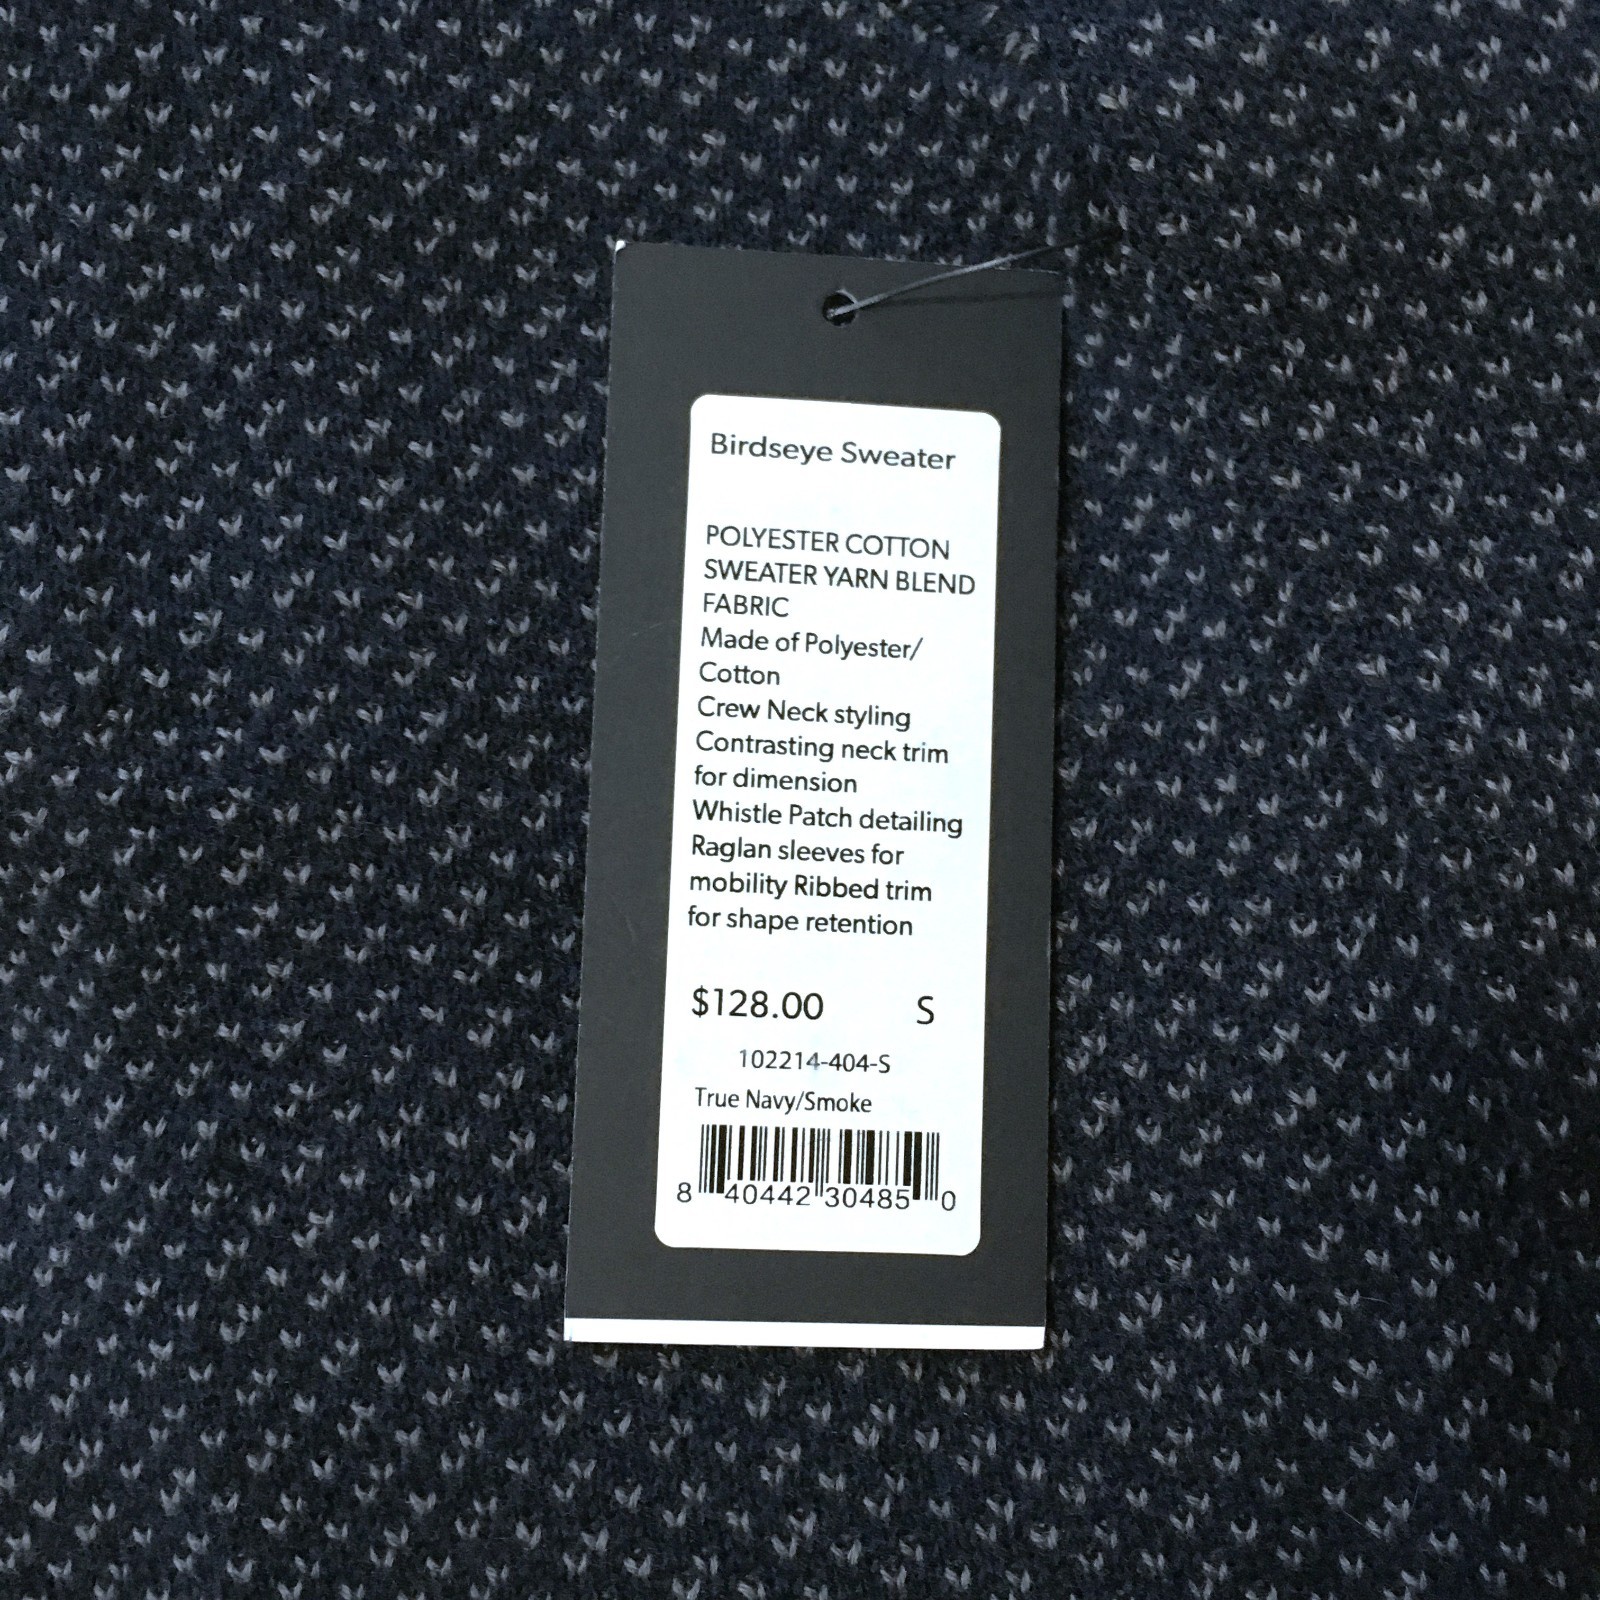 Birdseye Sweater
POLYESTER COTTON
SWEATER YARN BLEND
FABRIC
Made of Polyester/
Cotton
Crew Neck styling
Contrasting neck trim
for dimension
Whistle Patch detailing
Raglan sleeves for
mobility Ribbed trim
for shape retention
$128.00 S
102214-404-S
True Navy/Smoke
8 40442 30485 0